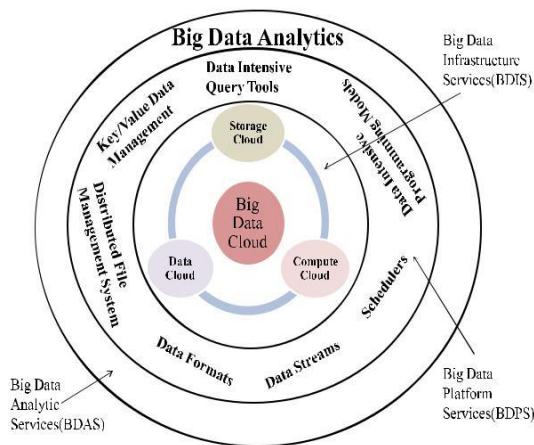 Big Data Analytics
Big Data
Infrastructure
Services(BDIS)
Data Intensive
Query Tools
Key/Value Data
Management
Data Intensive
Programming Models
Storage
Cloud
Distributed File
Management System
Big
Data
Cloud
Data
Cloud
Compute
Cloud
Schedulers
Data Formats
Data Streams
Big Data
Analytic
Services(BDAS)
Big Data
Platform
Services(BDPS)